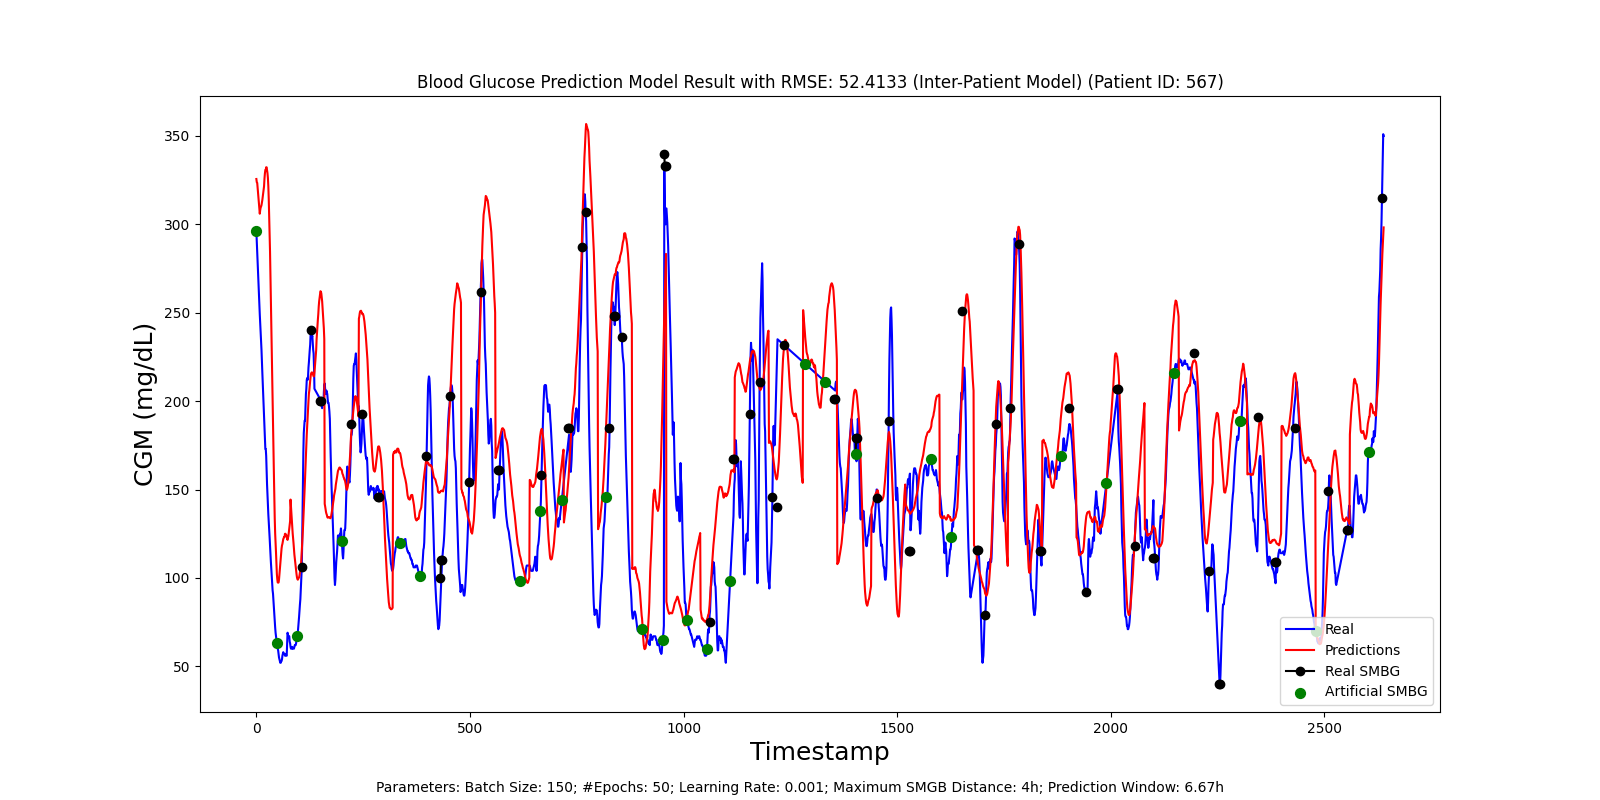 Blood Glucose Prediction Model Result with RMSE: 52.4133 (Inter-Patient Model) (Patient ID: 567)
CGM (mg/dL)
350
300
250
200
150
100
50
0 500 1000 1500 2000 2500
Timestamp
Real
Predictions
Real SMBG
Artificial SMBG
Parameters: Batch Size: 150; #Epochs: 50; Learning Rate: 0.001; Maximum SMGB Distance: 4h; Prediction Window: 6.67h